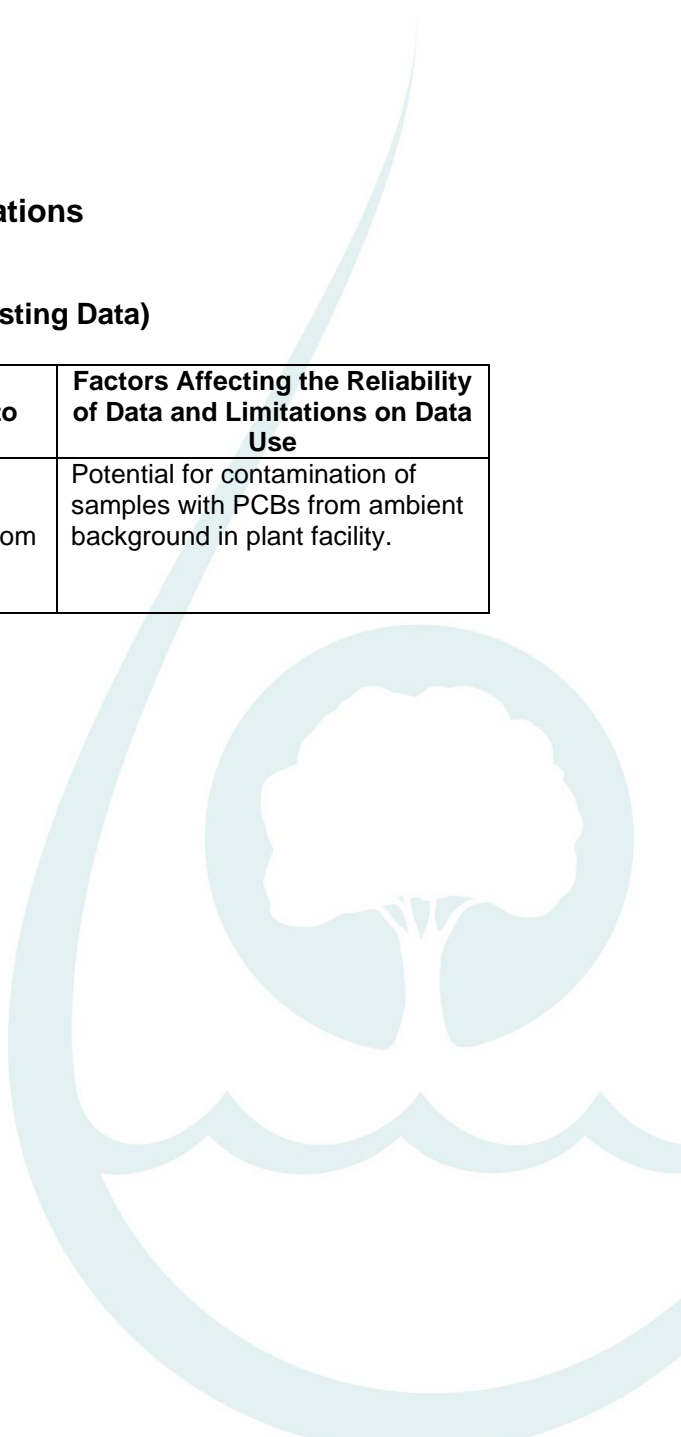 ations
sting Data)
Factors Affecting the Reliability
to of Data and Limitations on Data
Use
Potential for contamination of
samples with PCBs from ambient
om background in plant facility.